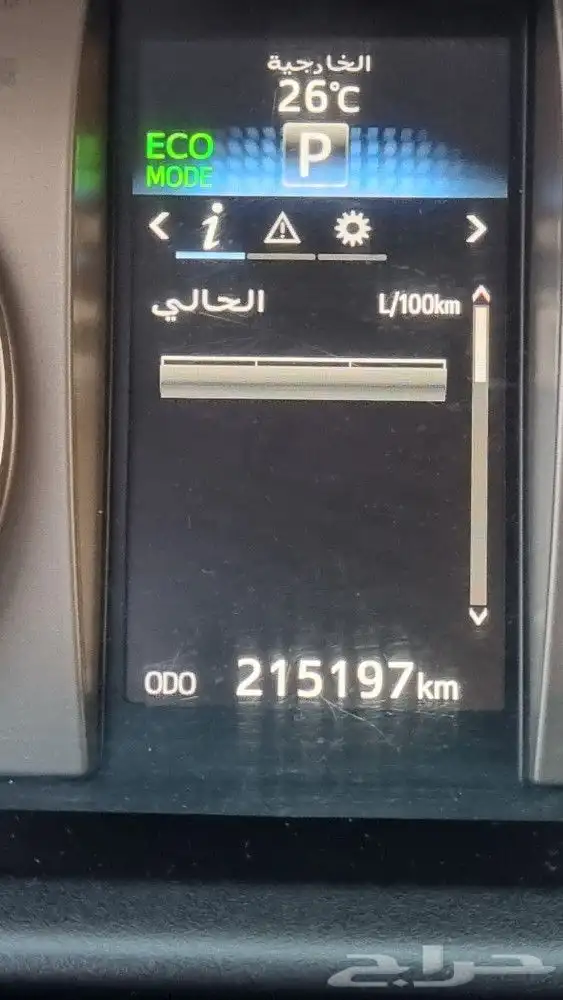 الخارجية
26°C
ECO MODE P
i
الحالي L/100km
ODO 215197km
حراج